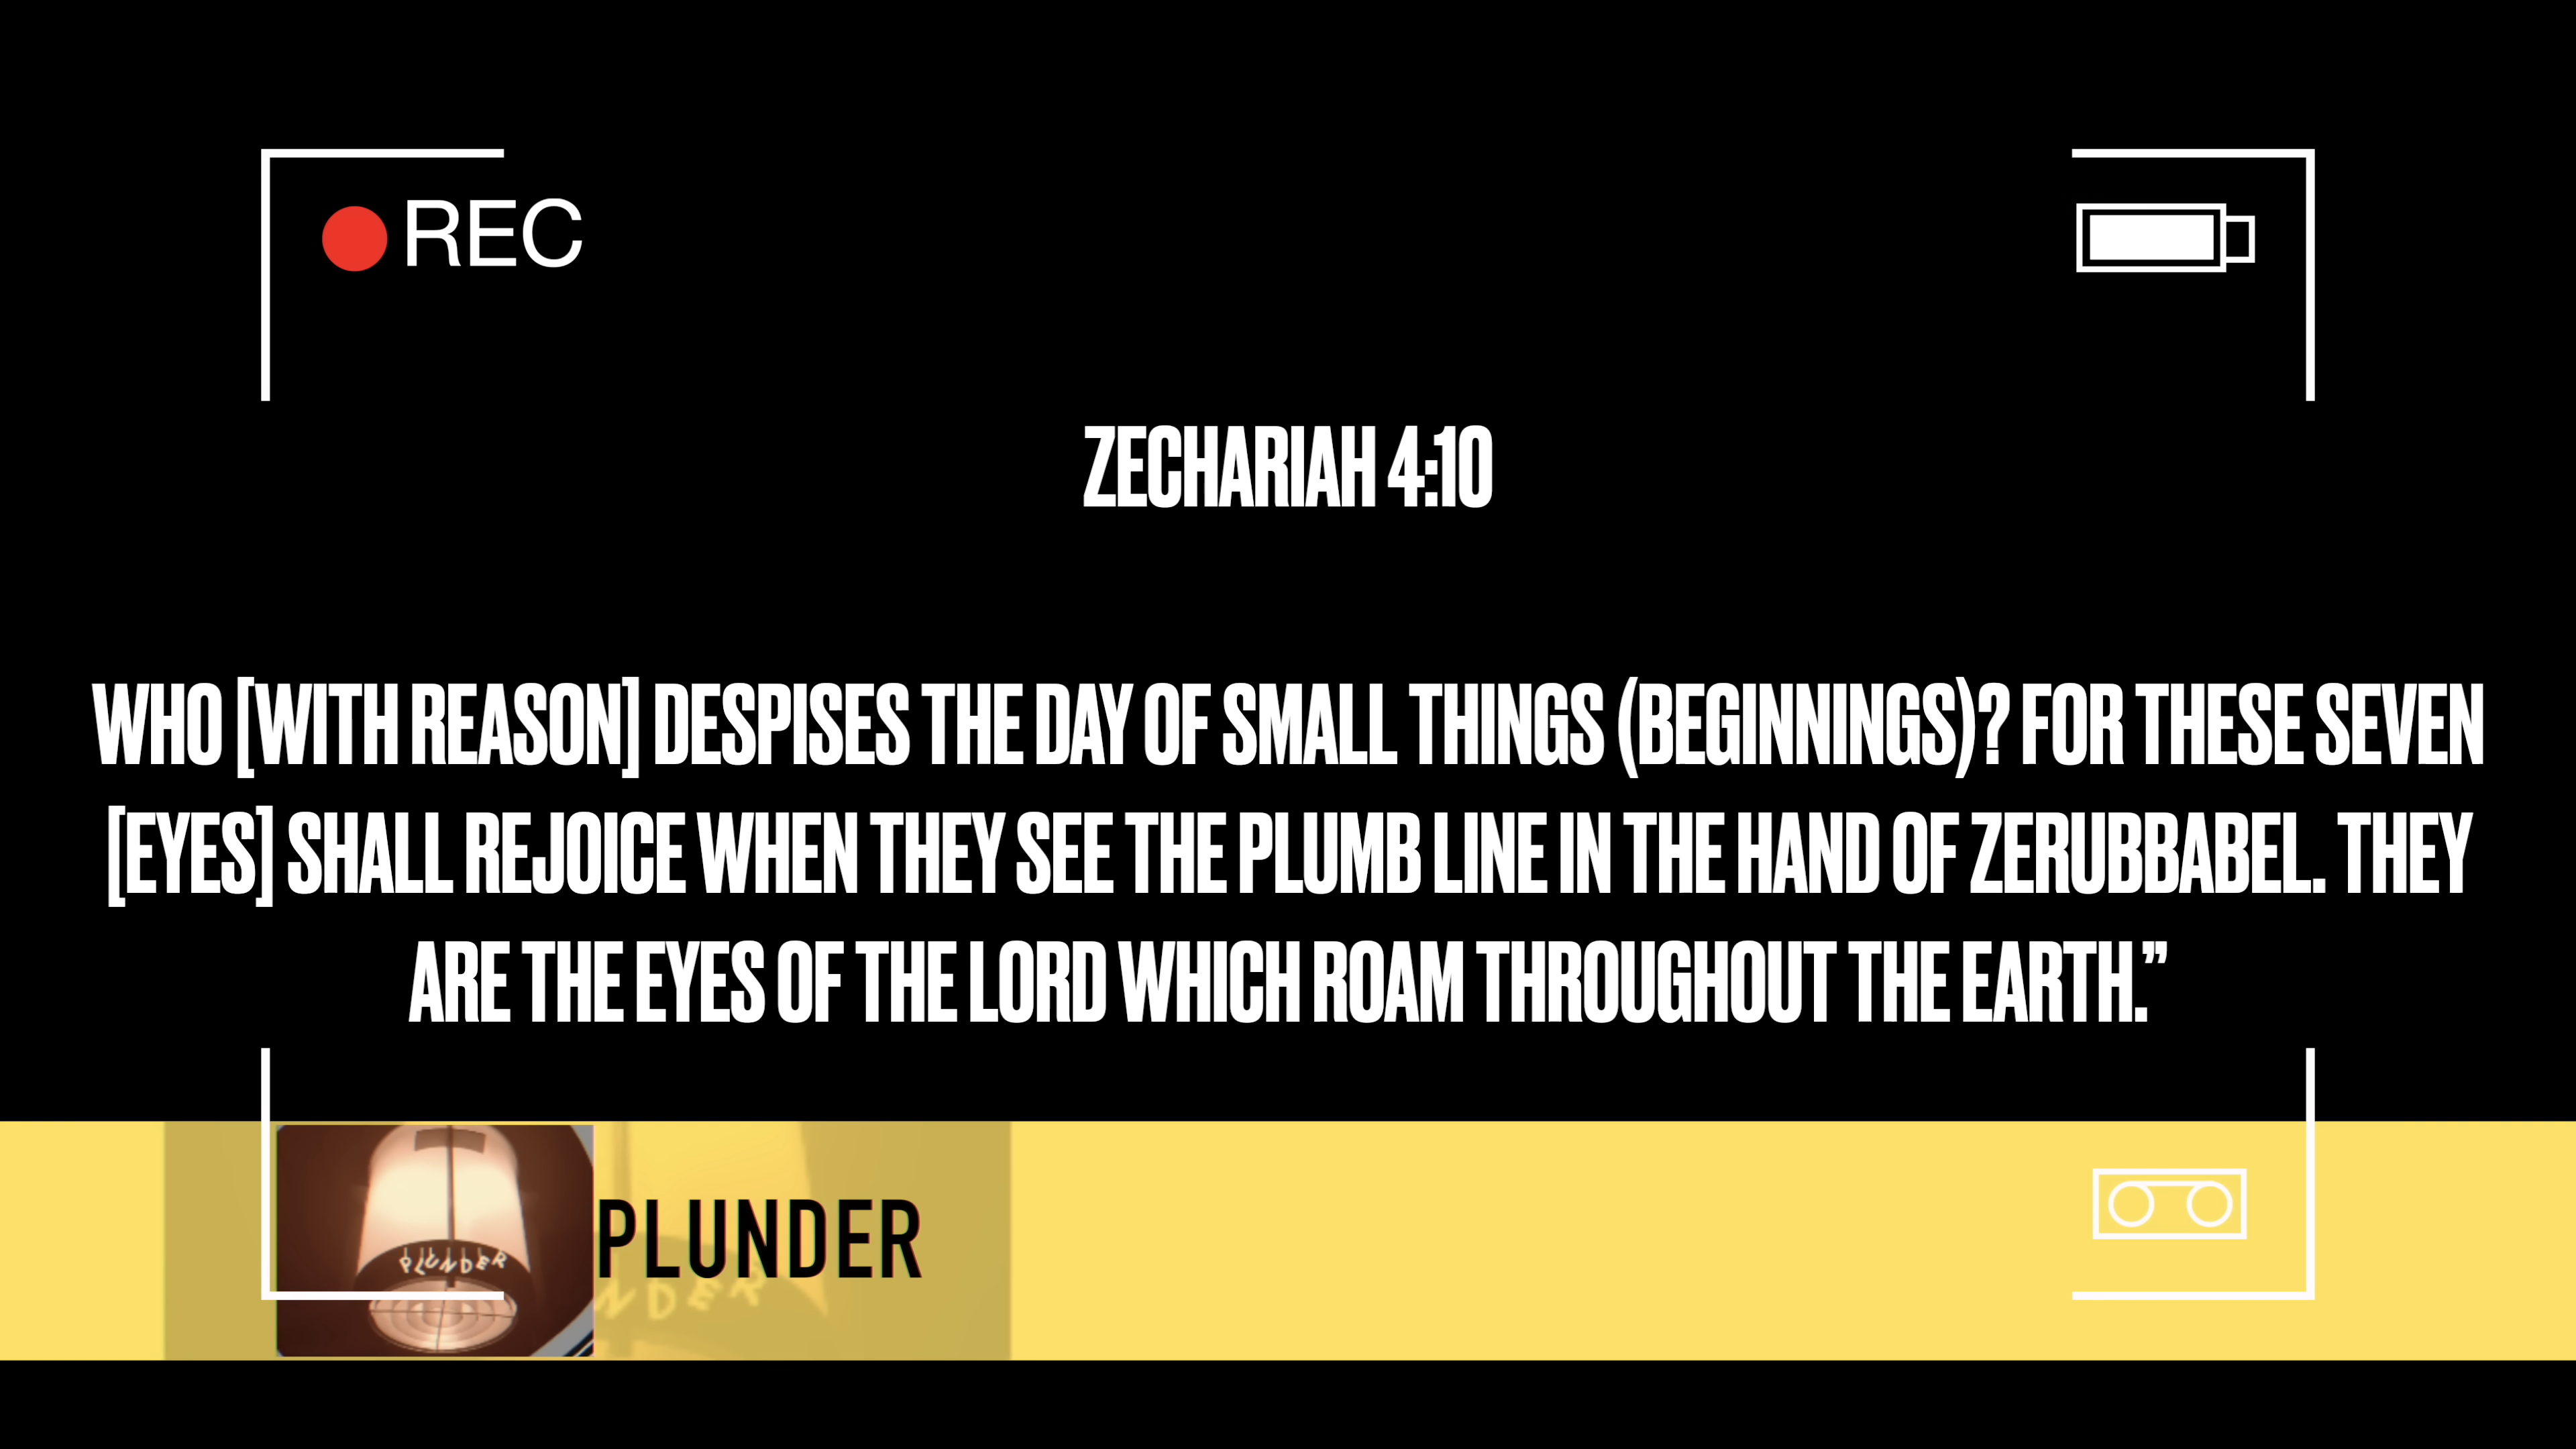 REC
ZECHARIAH 4:10
WHO [WITH REASON] DESPISES THE DAY OF SMALL THINGS (BEGINNINGS)? FOR THESE SEVEN
[EYES] SHALL REJOICE WHEN THEY SEE THE PLUMB LINE IN THE HAND OF ZERUBBABEL. THEY
ARE THE EYES OF THE LORD WHICH ROAM THROUGHOUT THE EARTH.”
PLUNDER
PLUNDER
NDER